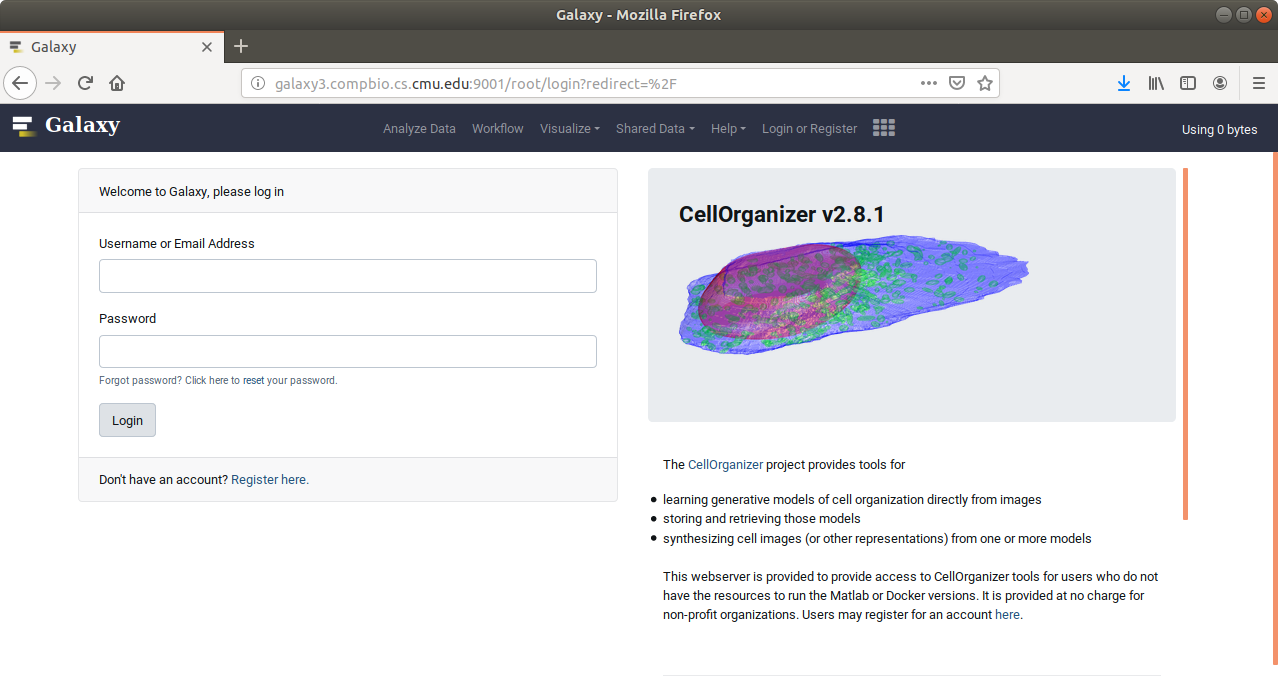 Galaxy - Mozilla Firefox
Galaxy
galaxy3.compbio.cs.cmu.edu:9001/root/login?redirect=%2F
Galaxy
Analyze Data Workflow Visualize Shared Data Help Login or Register
Using 0 bytes
Welcome to Galaxy, please log in
Username or Email Address
Password
Forgot password? Click here to reset your password.
Login
Don't have an account? Register here.
CellOrganizer v2.8.1
The CellOrganizer project provides tools for
learning generative models of cell organization directly from images
storing and retrieving those models
synthesizing cell images (or other representations) from one or more models
This webserver is provided to provide access to CellOrganizer tools for users who do not
have the resources to run the Matlab or Docker versions. It is provided at no charge for
non-profit organizations. Users may register for an account here.